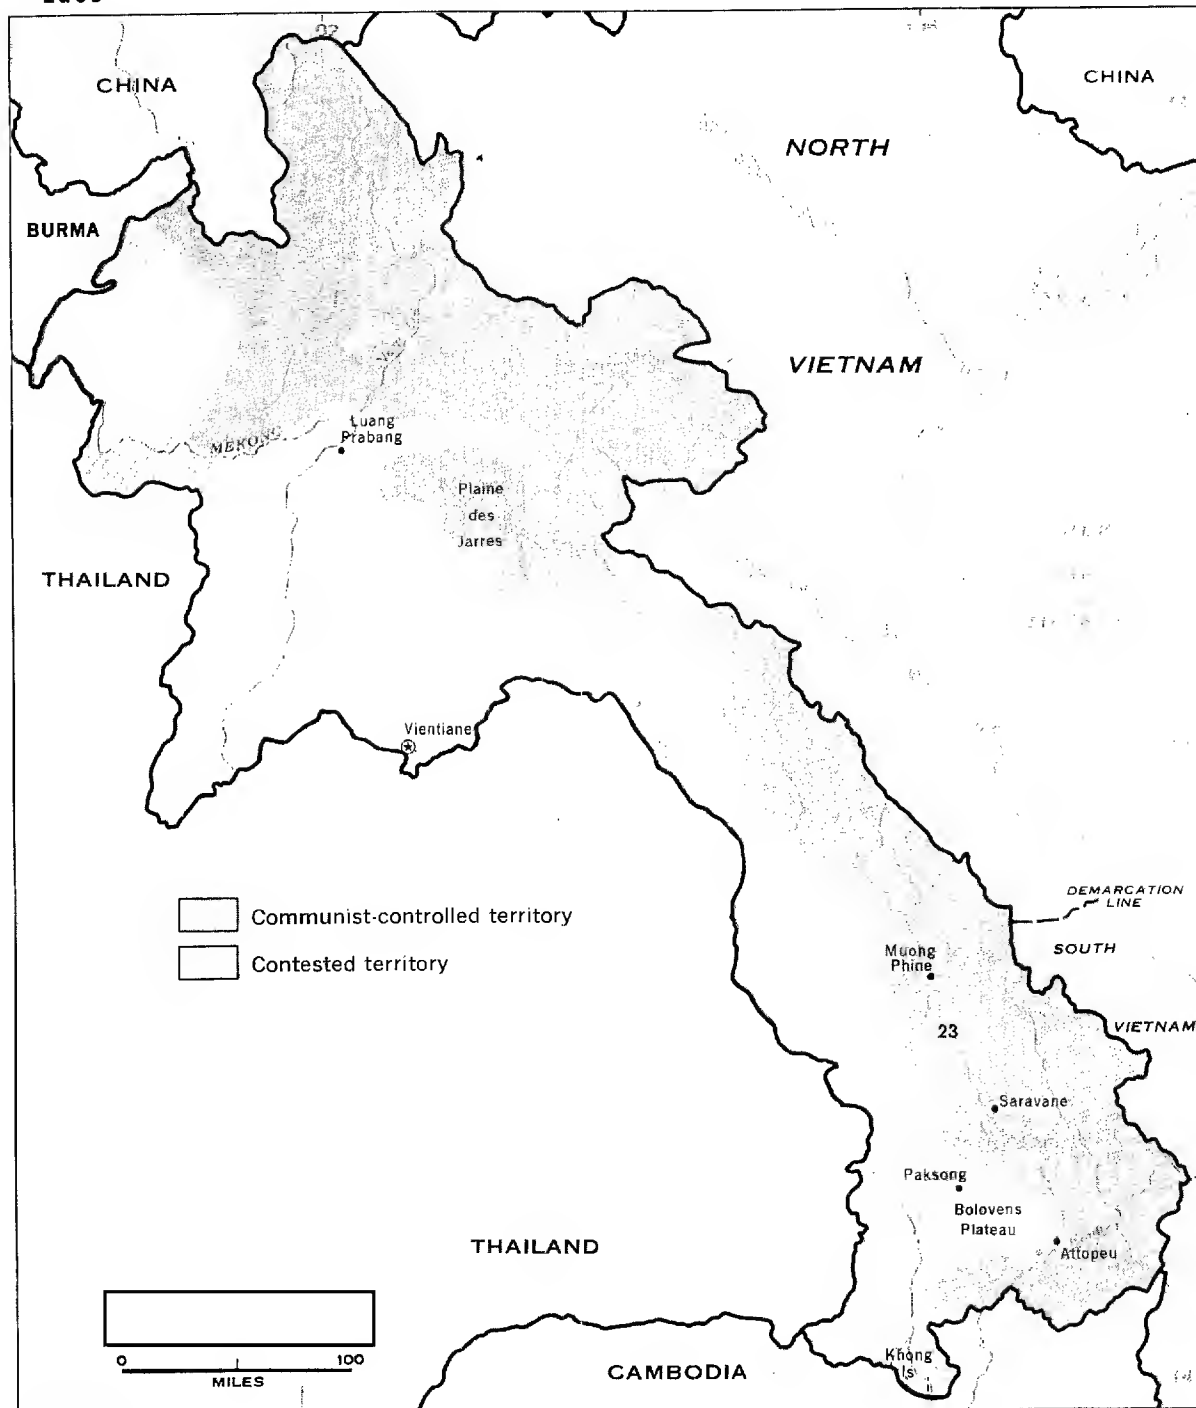 CHINA
CHINA
NORTH
BURMA
VIETNAM
Luang
Prabang
MEKONG
Plaine
des
Jarres
THAILAND
Vientiane
Communist-controlled territory
Contested territory
DEMARCATION
LINE
SOUTH
VIETNAM
Muong
Phine
23
Saravane
Paksong
Bolovens
Plateau
Attopeu
THAILAND
0 100
MILES
CAMBODIA
Khong
Is